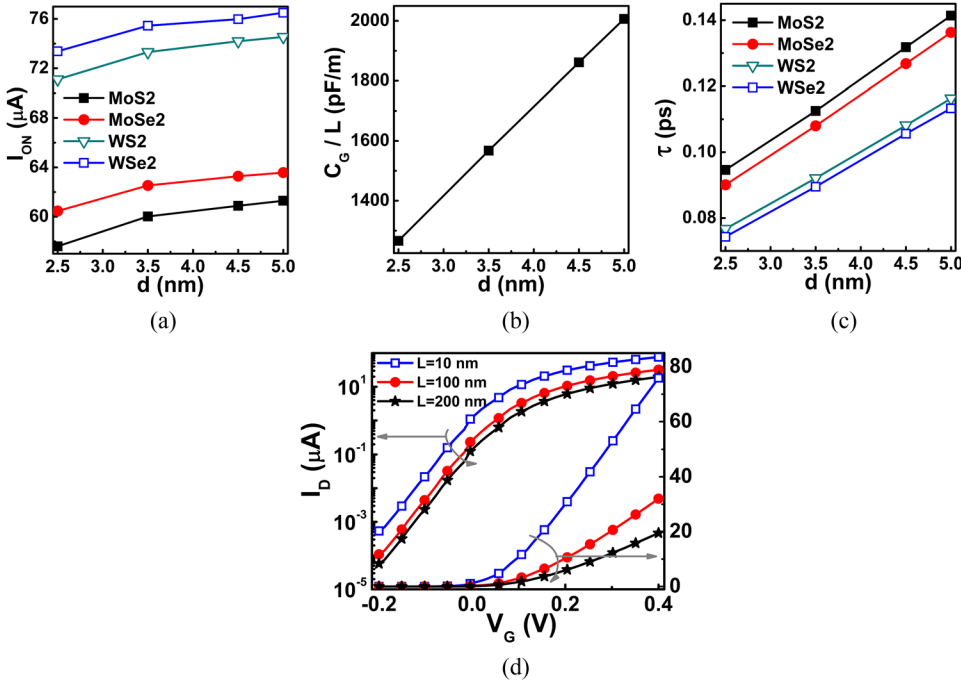 76
72
68
64
60
I_ON (μA)
MoS2
MoSe2
WS2
WSe2
2.5 3.0 3.5 4.0 4.5 5.0
d (nm)
(a)
2000
1800
1600
1400
C_G / L (pF/m)
2.5 3.0 3.5 4.0 4.5 5.0
d (nm)
(b)
0.14
0.12
0.10
0.08
τ (ps)
MoS2
MoSe2
WS2
WSe2
2.5 3.0 3.5 4.0 4.5 5.0
d (nm)
(c)
L=10 nm
L=100 nm
L=200 nm
10^1
10^-1
10^-3
10^-5
I_D (μA)
80
60
40
20
0
-0.2 0.0 0.2 0.4
V_G (V)
(d)